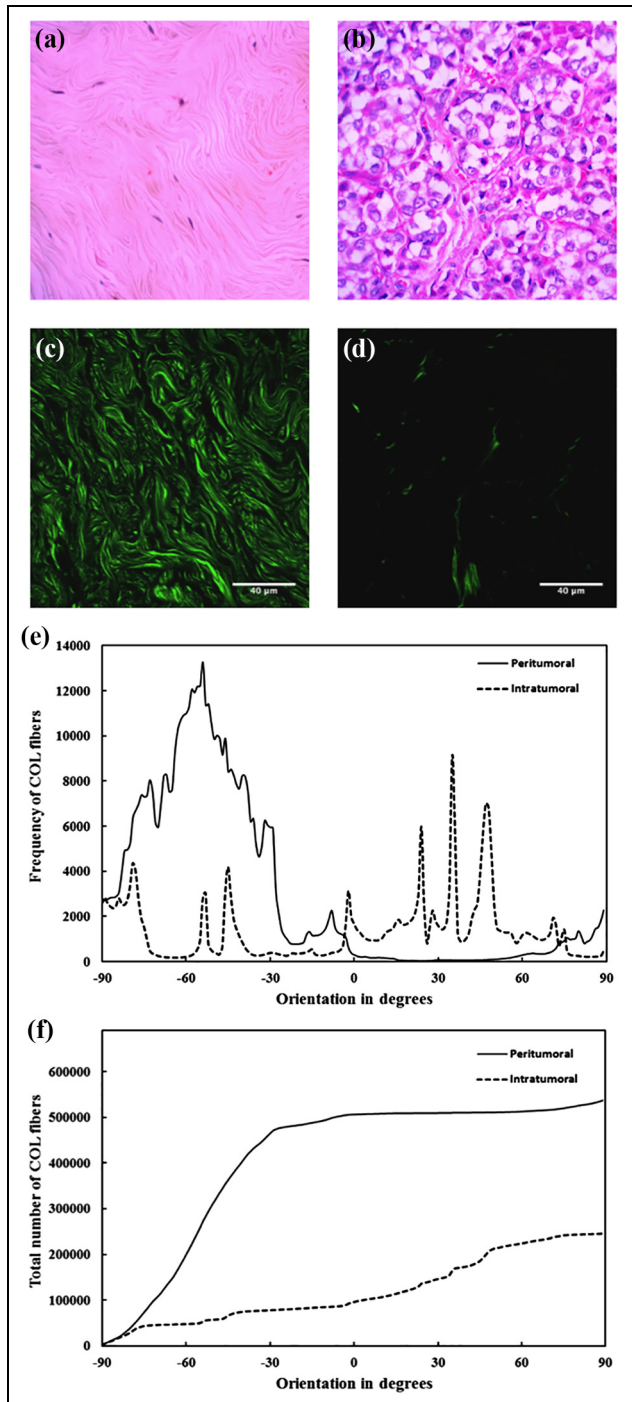 (a)
(b)
(c)
(d)
40 µm
40 µm
(e)
14000
12000
10000
8000
6000
4000
2000
0
Frequency of COL fibers
Peritumoral
Intratumoral
-90
-60
-30
0
30
60
90
Orientation in degrees
(f)
600000
500000
400000
300000
200000
100000
0
Total number of COL fibers
Peritumoral
Intratumoral
-90
-60
-30
0
30
60
90
Orientation in degrees